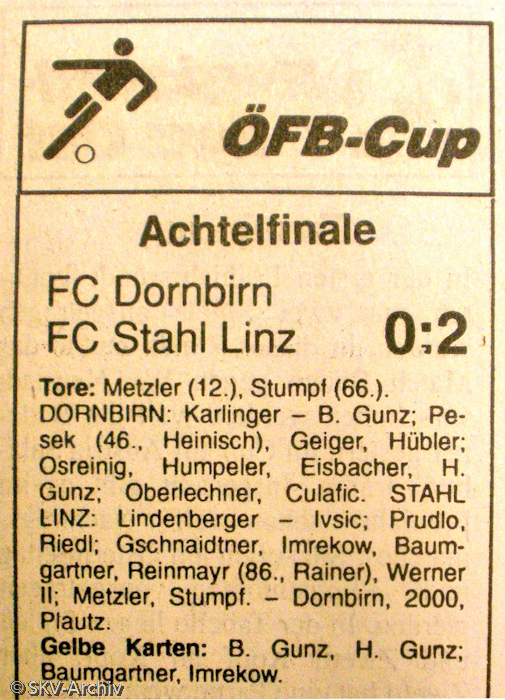 ÖFB-Cup
Achtelfinale
FC Dornbirn
FC Stahl Linz 0:2
Tore: Metzler (12.), Stumpf (66.).
DORNBIRN: Karlinger – B. Gunz; Pe-
sek (46., Heinisch), Geiger, Hübler;
Osreinig, Humpeler, Eisbacher, H.
Gunz; Oberlechner, Culafic. STAHL
LINZ: Lindenberger – Ivsic; Prudlo,
Riedl; Gschnaidtner, Imrekow, Baum-
gartner, Reinmayr (86., Rainer), Werner
II; Metzler, Stumpf. – Dornbirn, 2000,
Plautz.
Gelbe Karten: B. Gunz, H. Gunz;
Baumgartner, Imrekow.
© SKV-Archiv